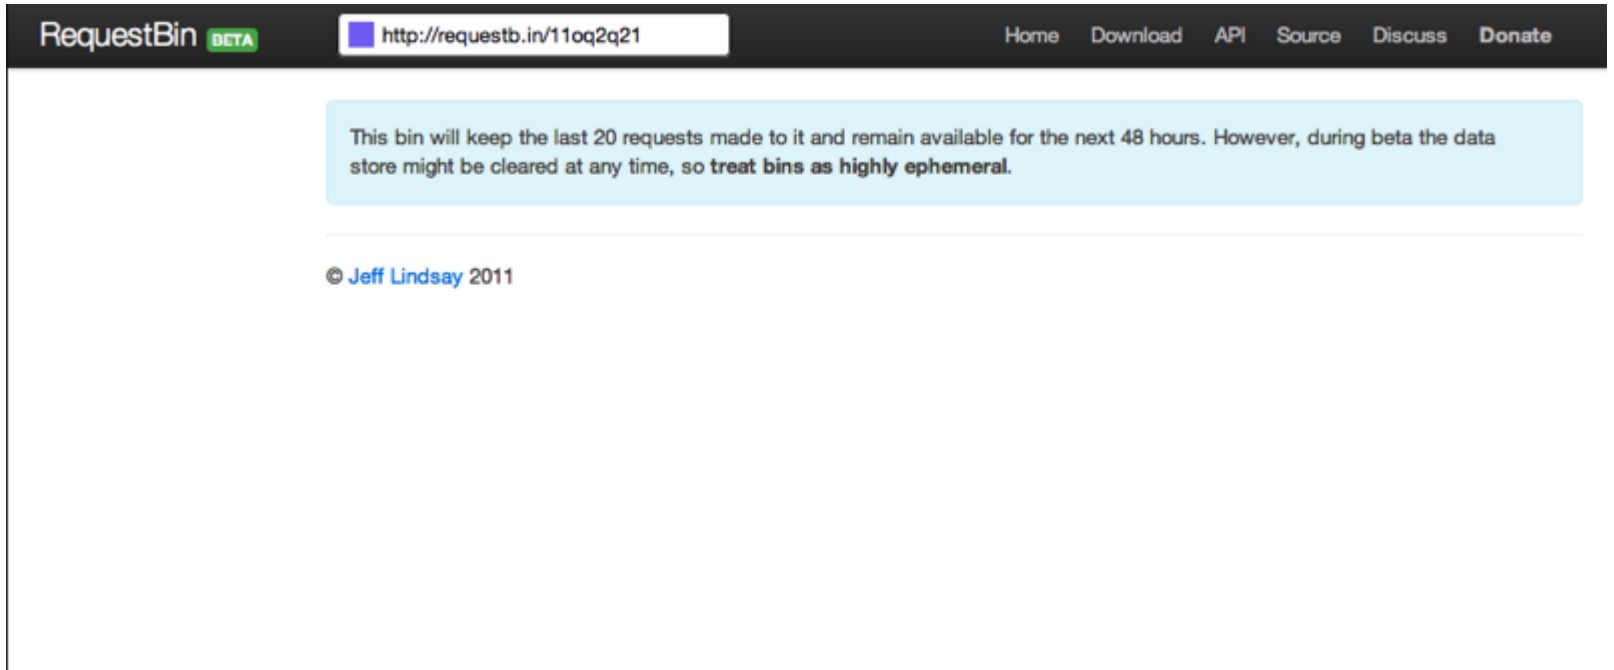 RequestBin BETA http://requestb.in/11oq2q21 Home Download API Source Discuss Donate
This bin will keep the last 20 requests made to it and remain available for the next 48 hours. However, during beta the data
store might be cleared at any time, so treat bins as highly ephemeral.
© Jeff Lindsay 2011